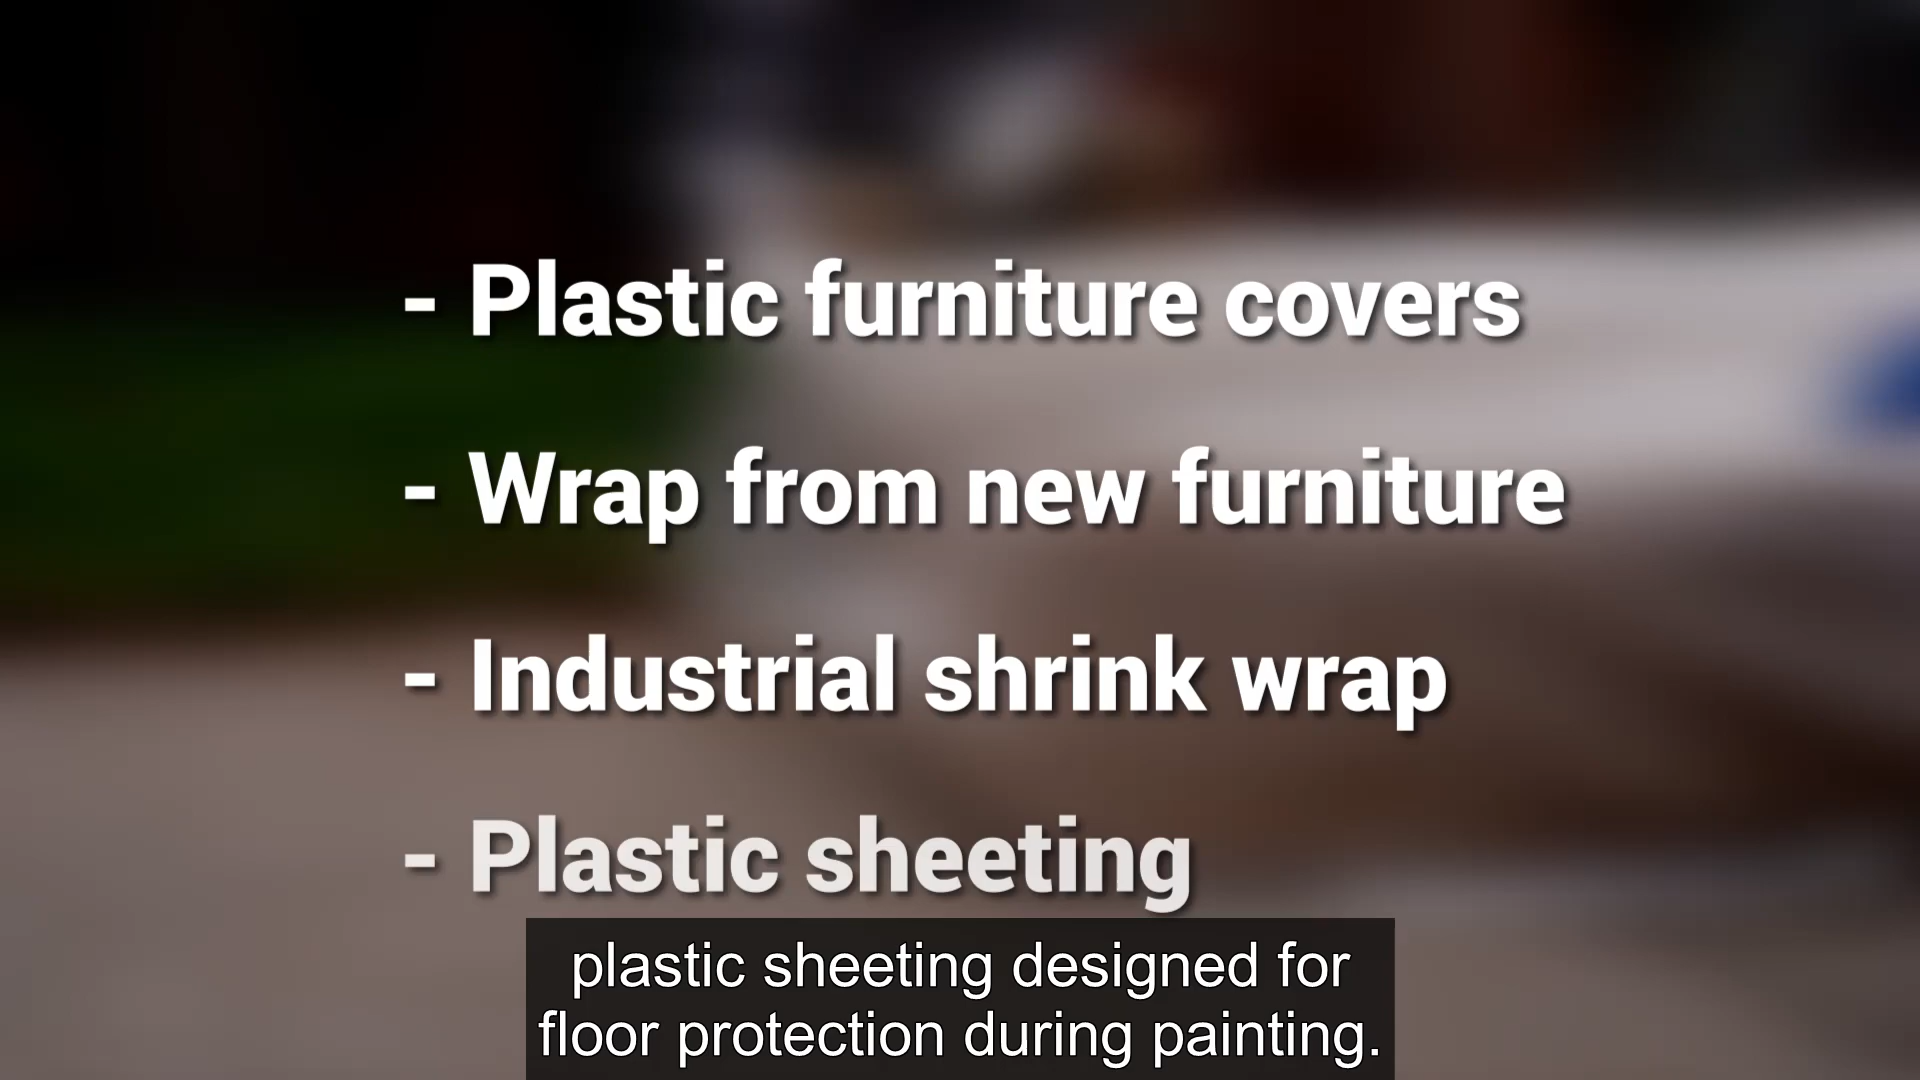 - Plastic furniture covers
- Wrap from new furniture
- Industrial shrink wrap
- Plastic sheeting
plastic sheeting designed for
floor protection during painting.